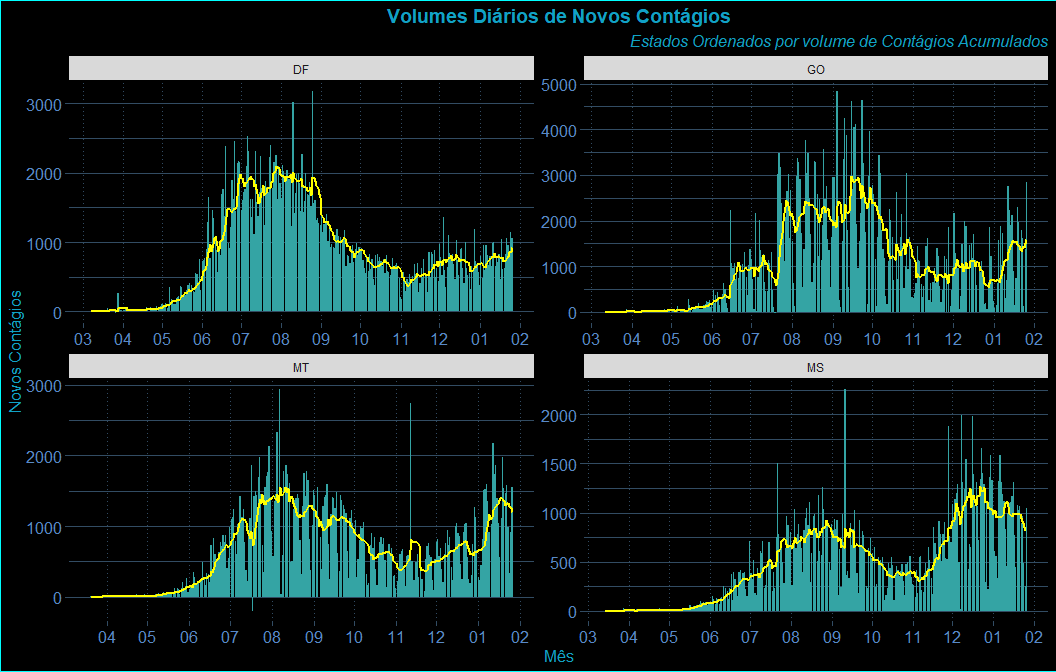 Volumes Diários de Novos Contágios
Estados Ordenados por volume de Contágios Acumulados
DF
GO
3000
2000
1000
0
03 04 05 06 07 08 09 10 11 12 01 02
5000
4000
3000
2000
1000
0
03 04 05 06 07 08 09 10 11 12 01 02
Novos Contágios
MT
MS
3000
2000
1000
0
04 05 06 07 08 09 10 11 12 01 02
2000
1500
1000
500
0
03 04 05 06 07 08 09 10 11 12 01 02
Mês